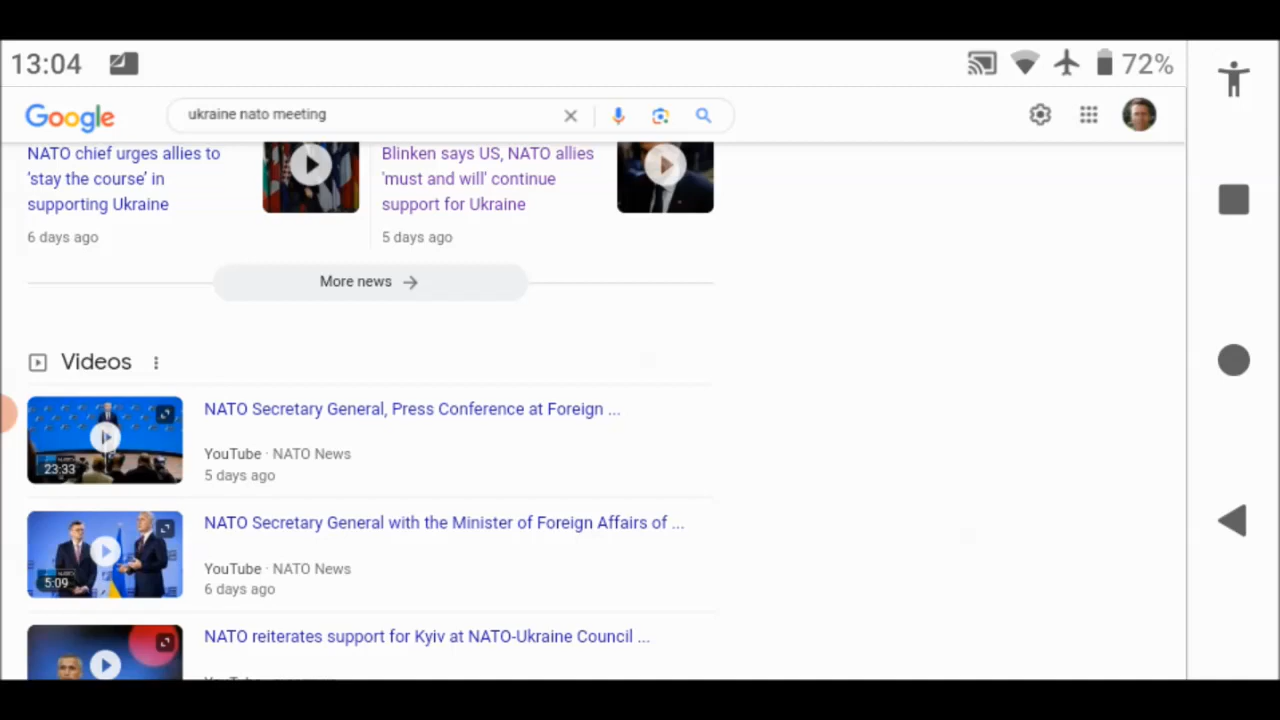 13:04
72%
Google
ukraine nato meeting
NATO chief urges allies to
'stay the course' in
supporting Ukraine
6 days ago
Blinken says US, NATO allies
'must and will' continue
support for Ukraine
5 days ago
More news →
Videos
NATO Secretary General, Press Conference at Foreign ...
YouTube · NATO News
5 days ago
23:33
NATO Secretary General with the Minister of Foreign Affairs of ...
YouTube · NATO News
6 days ago
5:09
NATO reiterates support for Kyiv at NATO-Ukraine Council ...